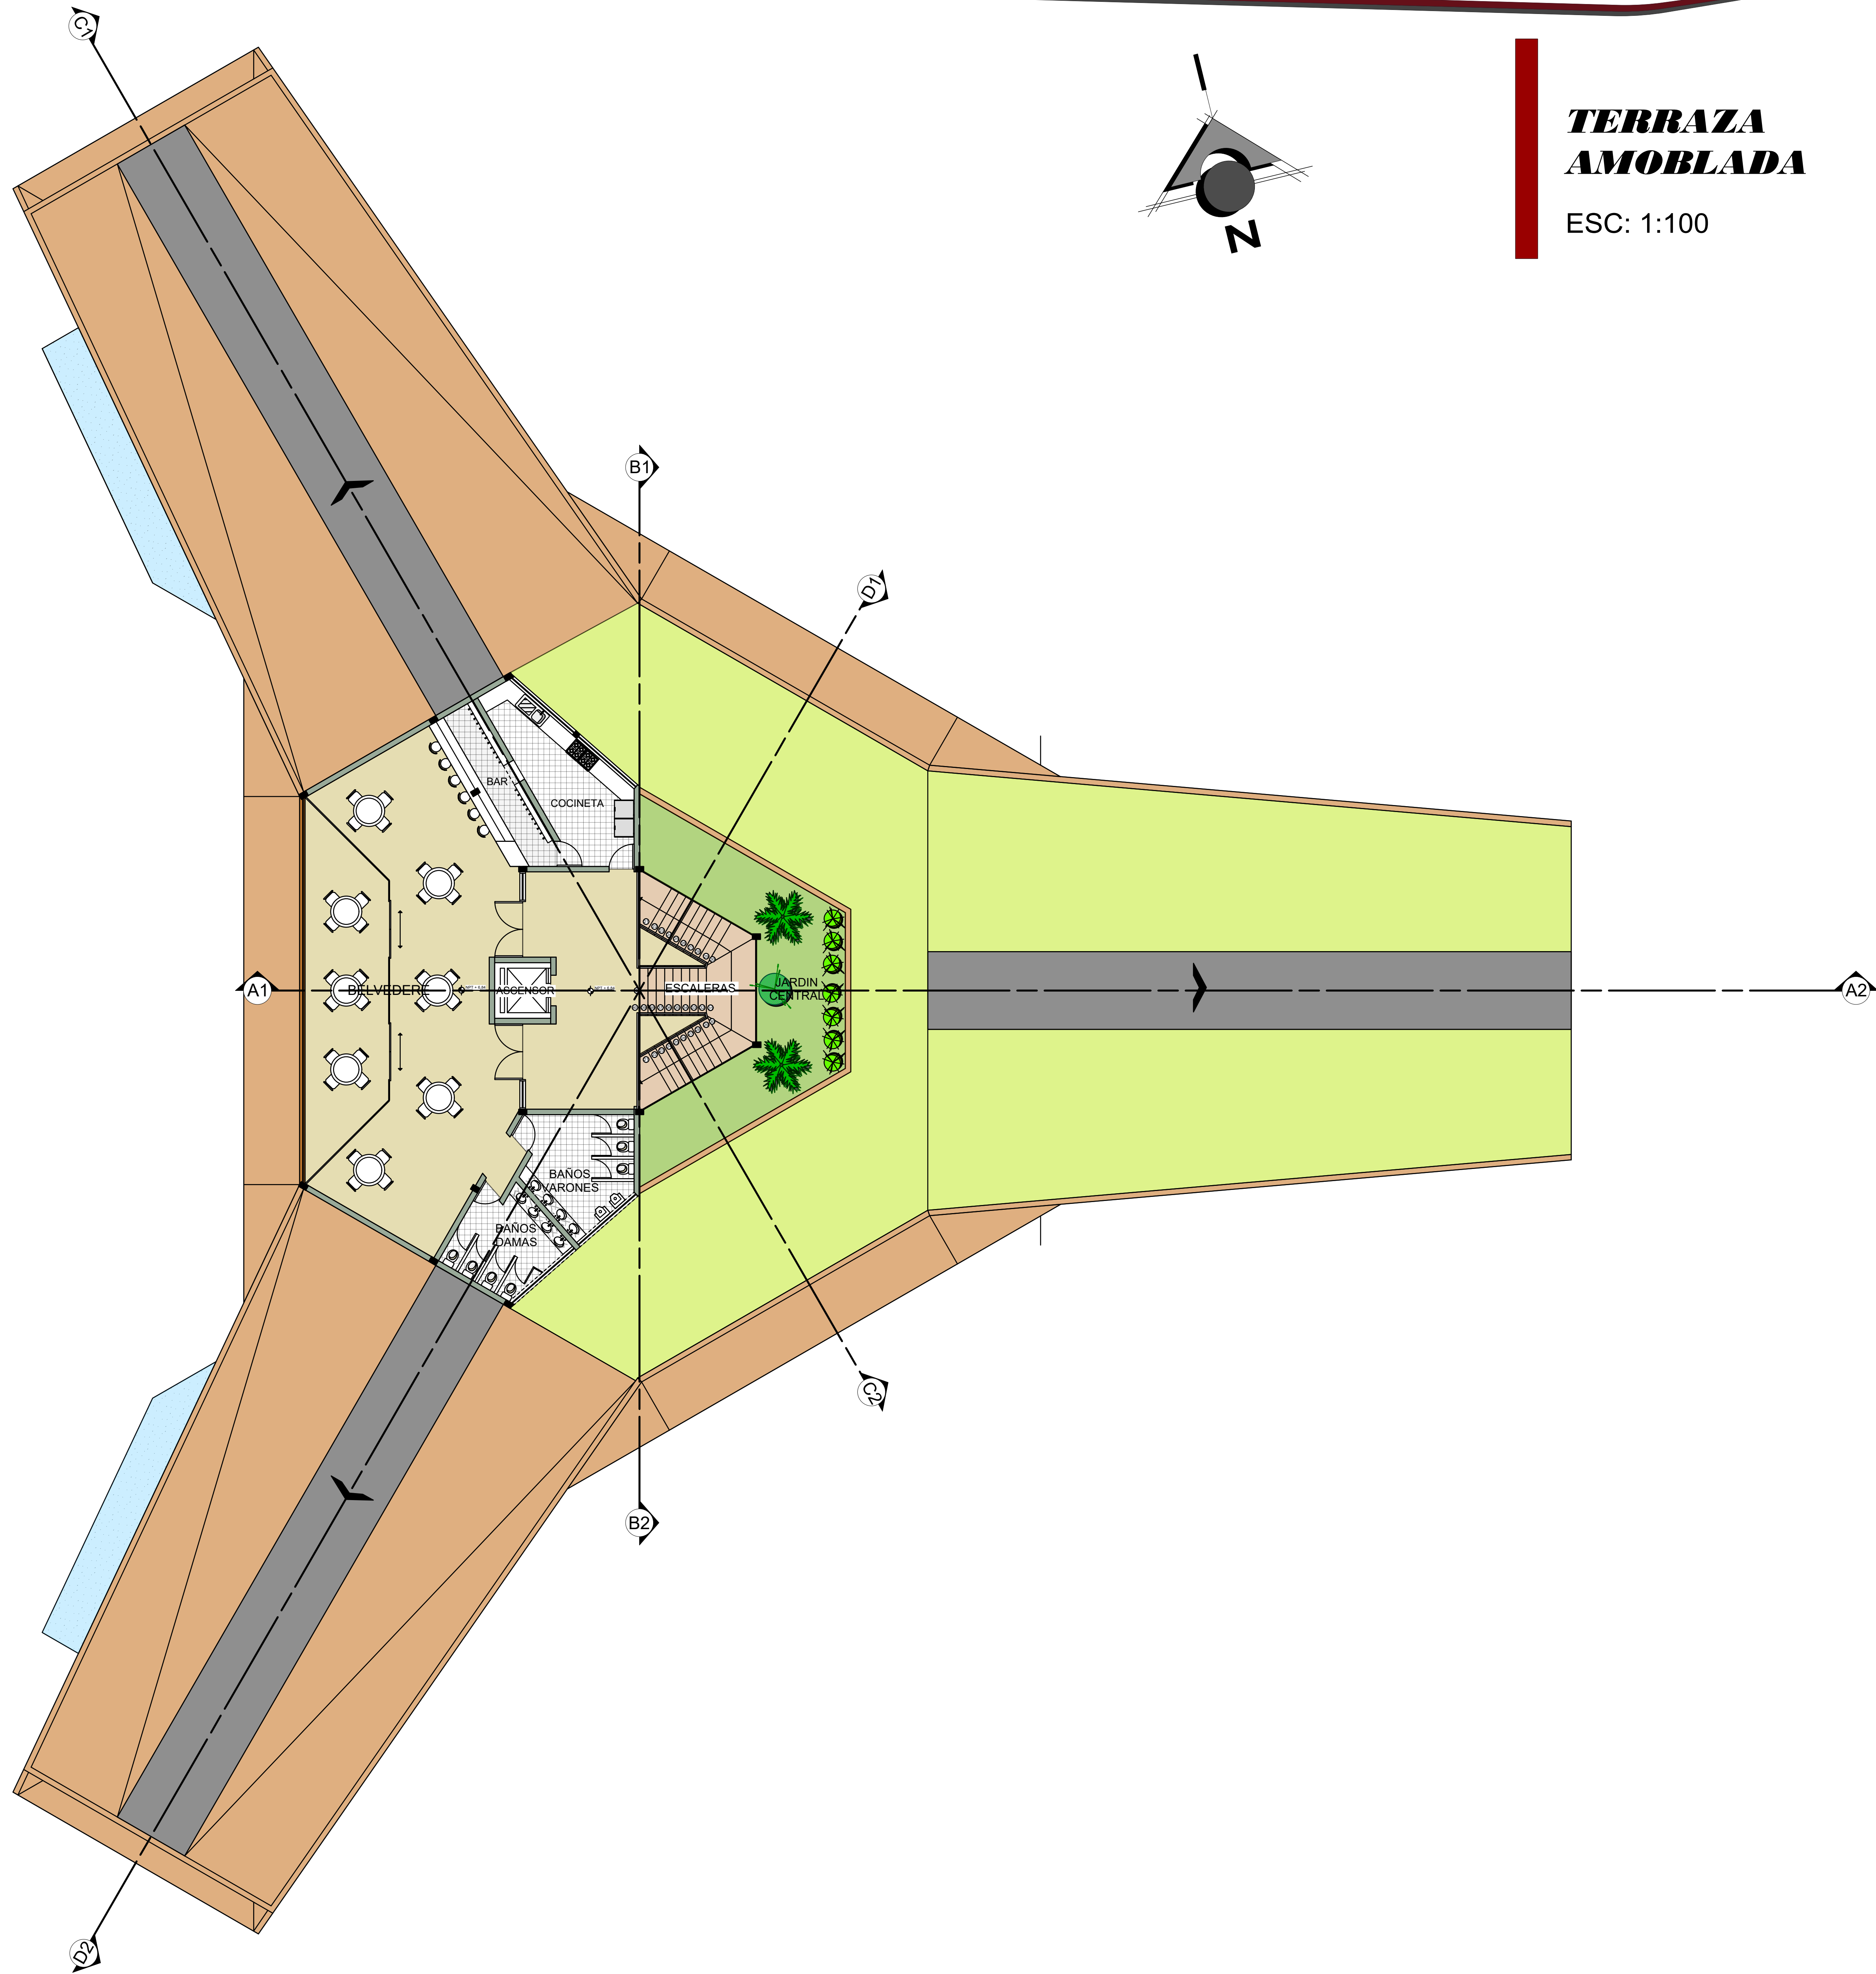 C1
TERRAZA
AMOBLADA
ESC: 1:100
N
B1
D1
BAR
COCINETA
A1
BELVEDERE
ASCENSOR
ESCALERAS
JARDIN
CENTRAL
A2
BAÑOS
VARONES
BAÑOS
DAMAS
C2
B2
D2